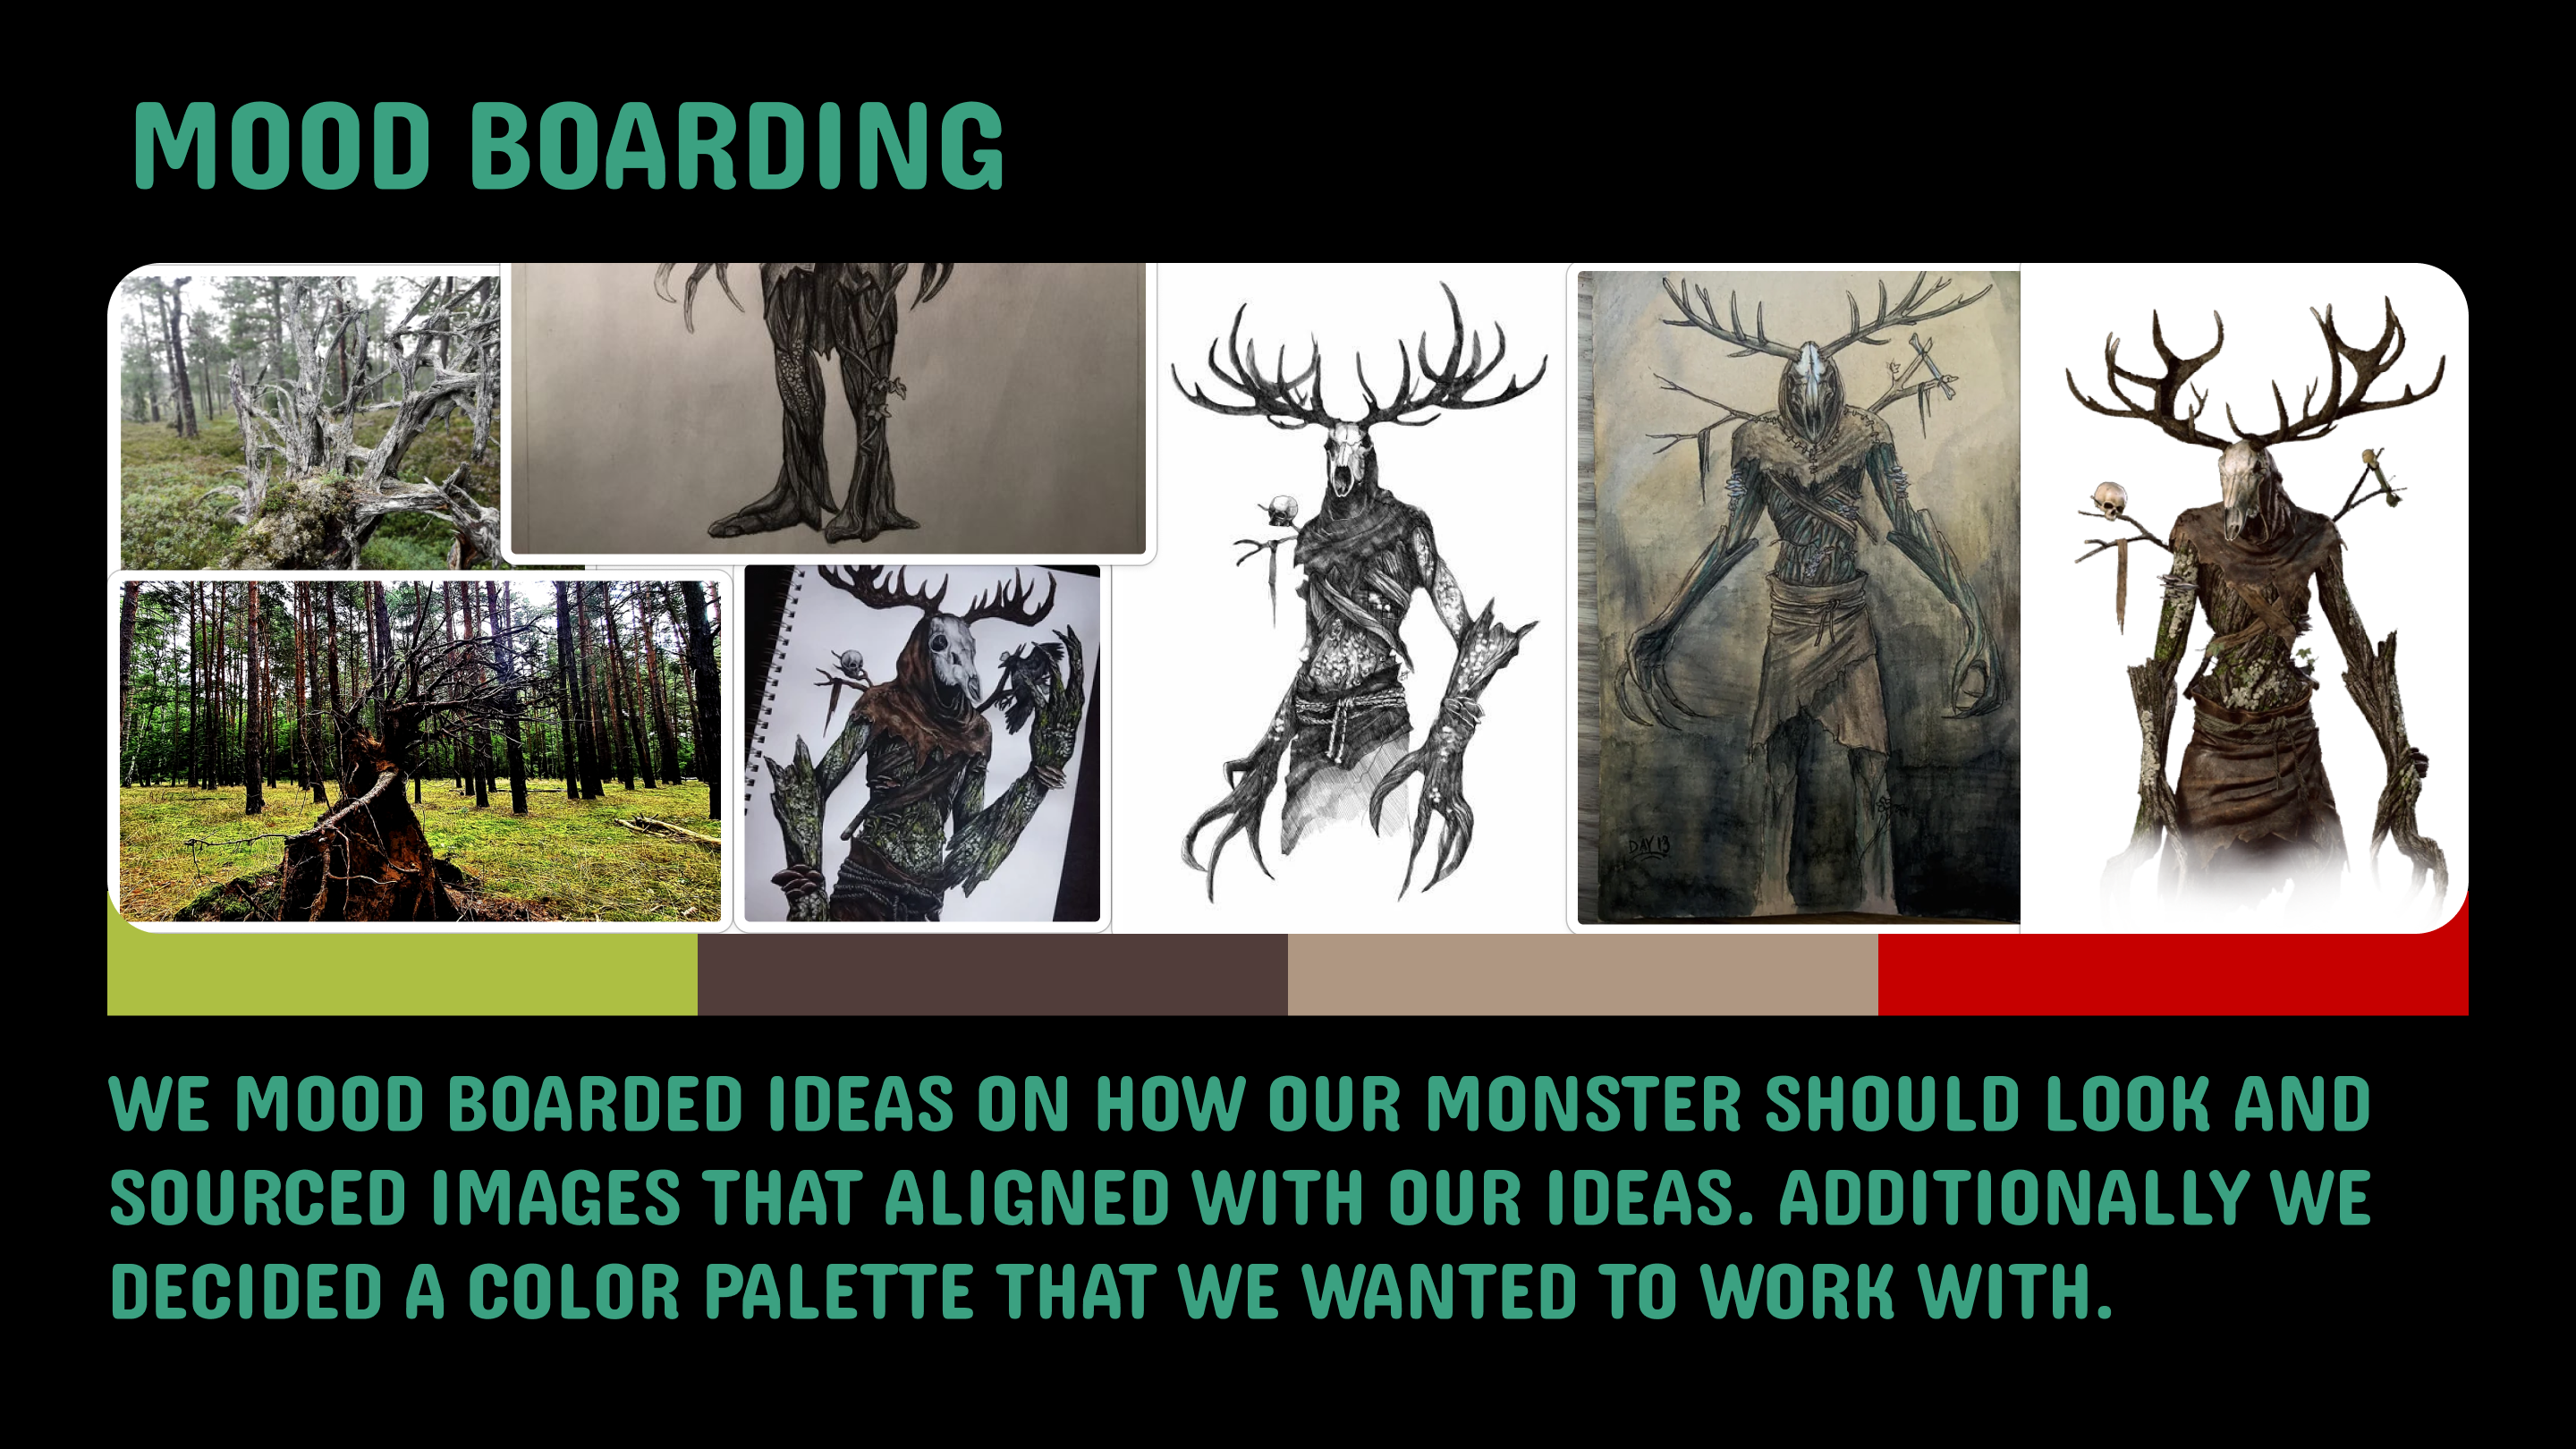 MOOD BOARDING
DAY 13
WE MOOD BOARDED IDEAS ON HOW OUR MONSTER SHOULD LOOK AND
SOURCED IMAGES THAT ALIGNED WITH OUR IDEAS. ADDITIONALLY WE
DECIDED A COLOR PALETTE THAT WE WANTED TO WORK WITH.